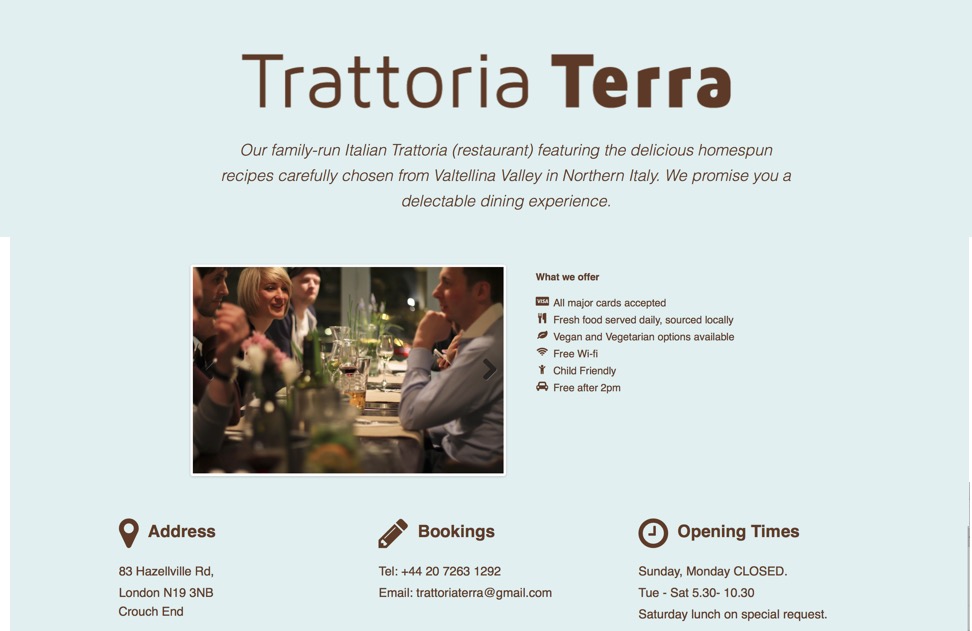 Trattoria Terra
Our family-run Italian Trattoria (restaurant) featuring the delicious homespun
recipes carefully chosen from Valtellina Valley in Northern Italy. We promise you a
delectable dining experience.
What we offer
VISA All major cards accepted
Fresh food served daily, sourced locally
Vegan and Vegetarian options available
Free Wi-fi
Child Friendly
Free after 2pm
Address
83 Hazellville Rd,
London N19 3NB
Crouch End
Bookings
Tel: +44 20 7263 1292
Email: trattoriaterra@gmail.com
Opening Times
Sunday, Monday CLOSED.
Tue - Sat 5.30- 10.30
Saturday lunch on special request.